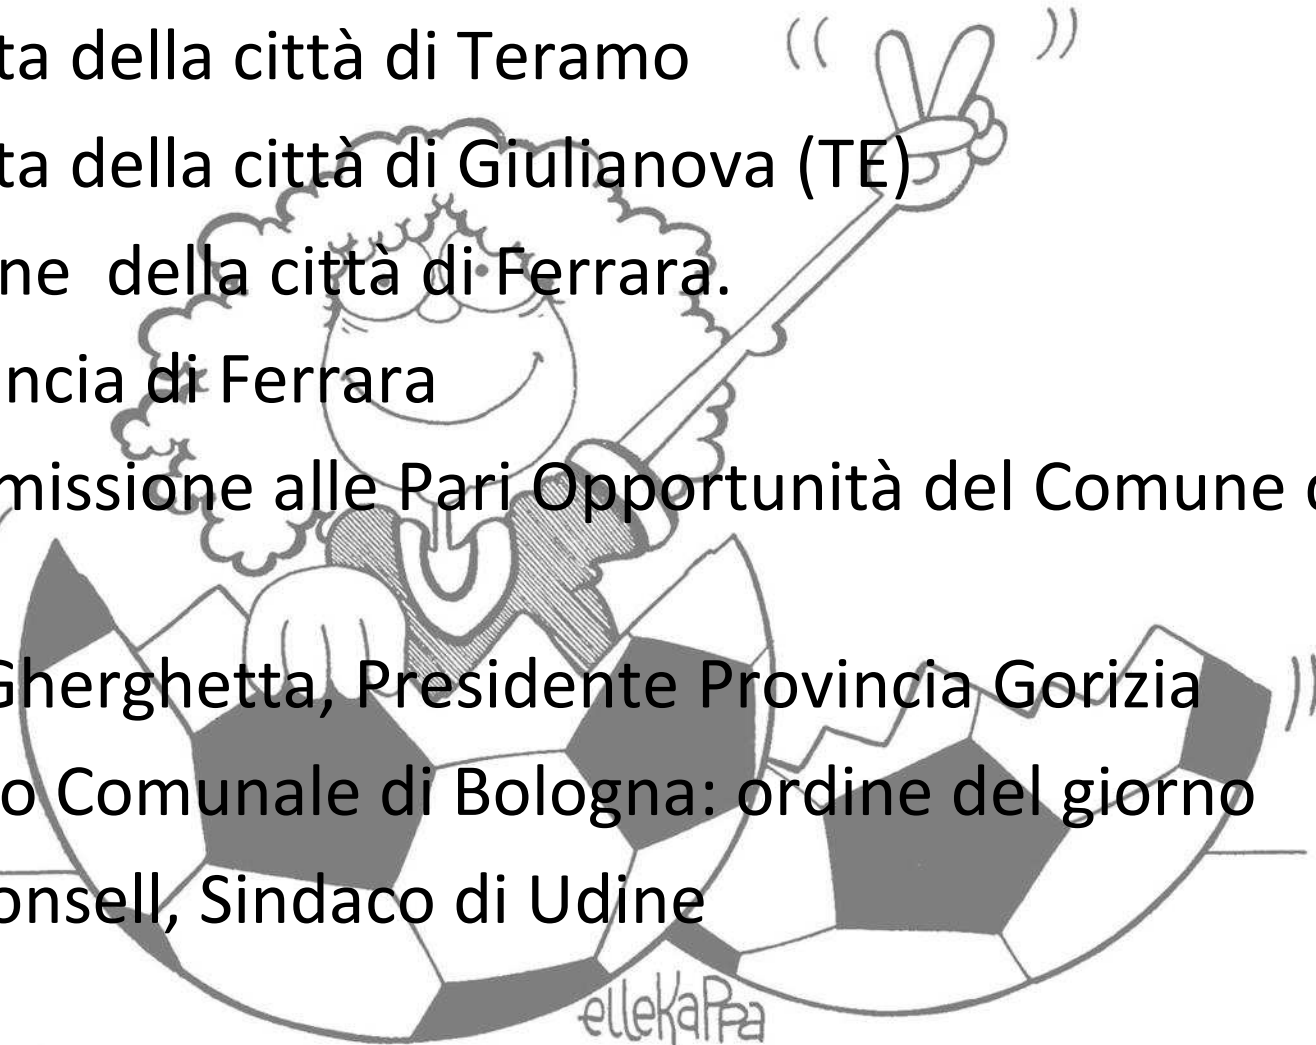 ta della città di Teramo
ta della città di Giulianova (TE)
ne  della città di Ferrara.
ncia di Ferrara
missione alle Pari Opportunità del Comune
Gherghetta, Presidente Provincia Gorizia
o Comunale di Bologna: ordine del giorno
onsell, Sindaco di Udine
elleKaPPa